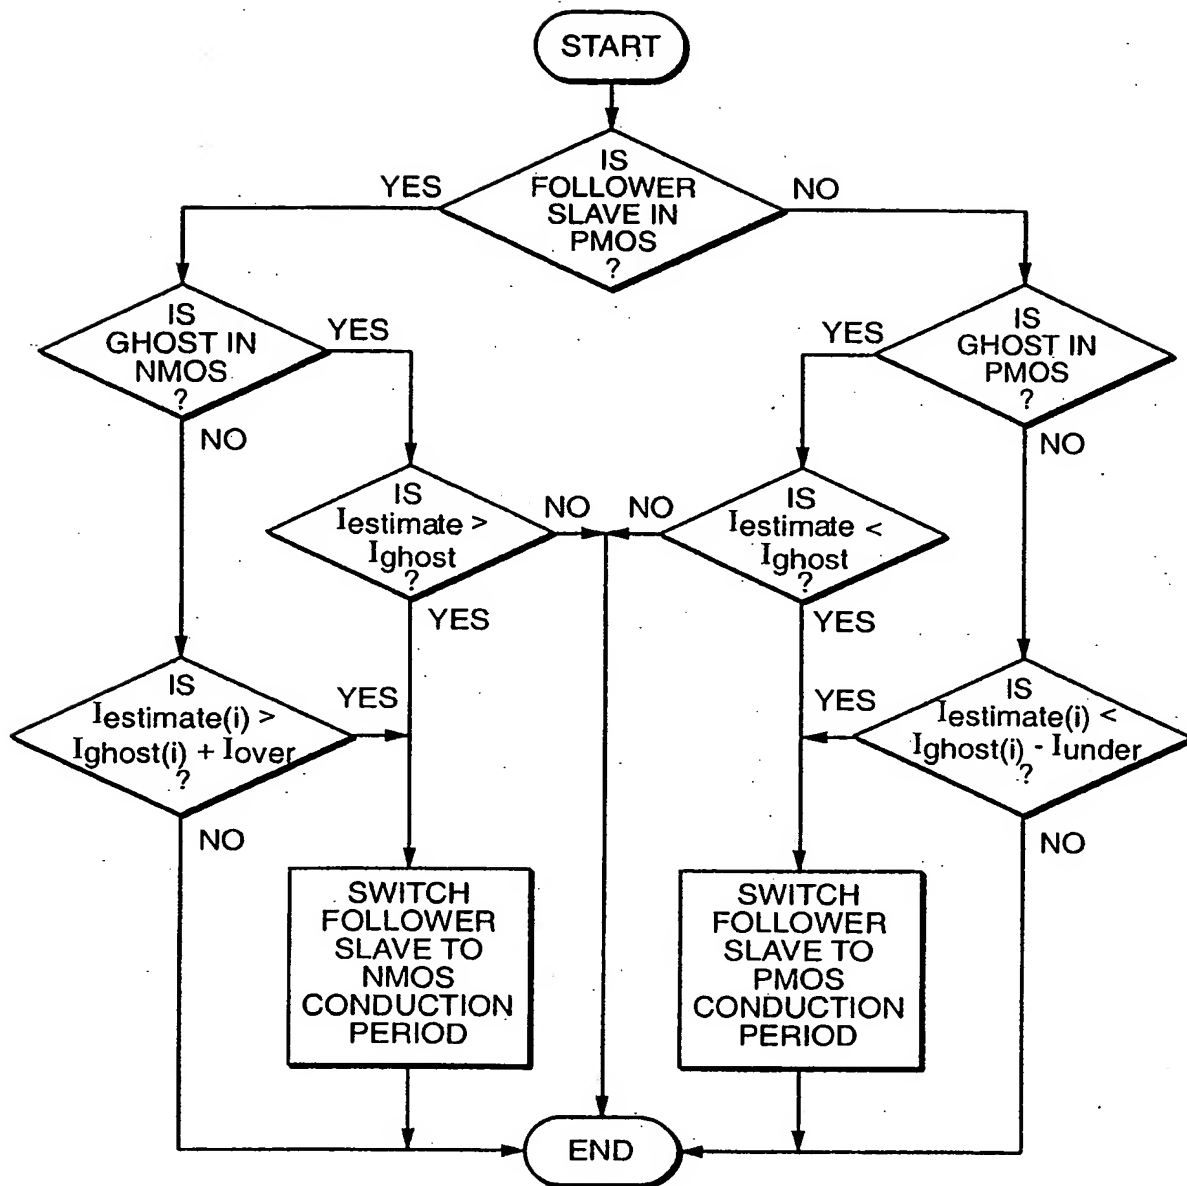 START
IS
FOLLOWER
SLAVE IN
PMOS
?
YES
NO
IS
GHOST IN
NMOS
?
YES
NO
YES
IS
GHOST IN
PMOS
?
NO
IS
Iestimate >
Ighost
?
NO
YES
NO
IS
Iestimate <
Ighost
?
YES
IS
Iestimate(i) >
Ighost(i) + Iover
?
YES
NO
YES
IS
Iestimate(i) <
Ighost(i) - Iunder
?
NO
SWITCH
FOLLOWER
SLAVE TO
NMOS
CONDUCTION
PERIOD
SWITCH
FOLLOWER
SLAVE TO
PMOS
CONDUCTION
PERIOD
END